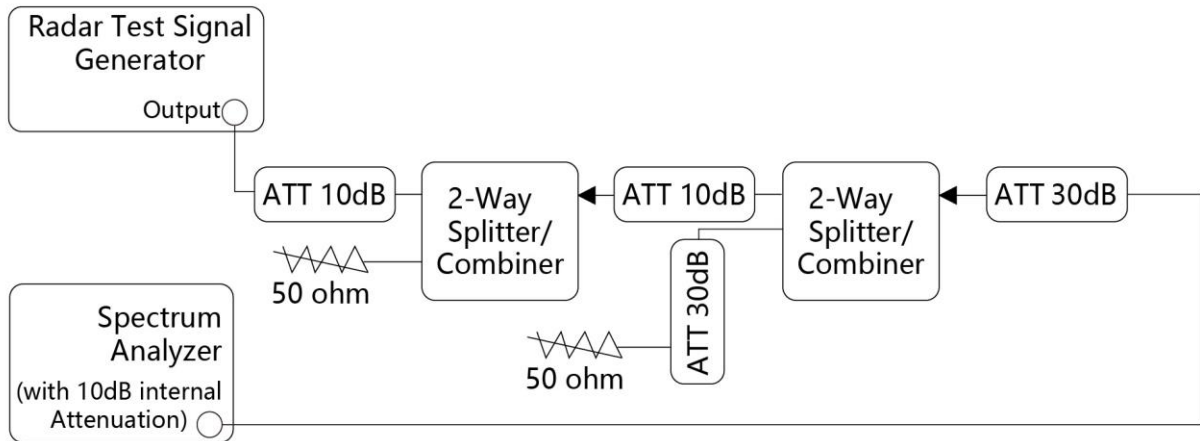 Radar Test Signal
Generator
Output
ATT 10dB
2-Way
Splitter/
Combiner
ATT 10dB
2-Way
Splitter/
Combiner
ATT 30dB
50 ohm
ATT 30dB
50 ohm
Spectrum
Analyzer
(with 10dB internal
Attenuation)